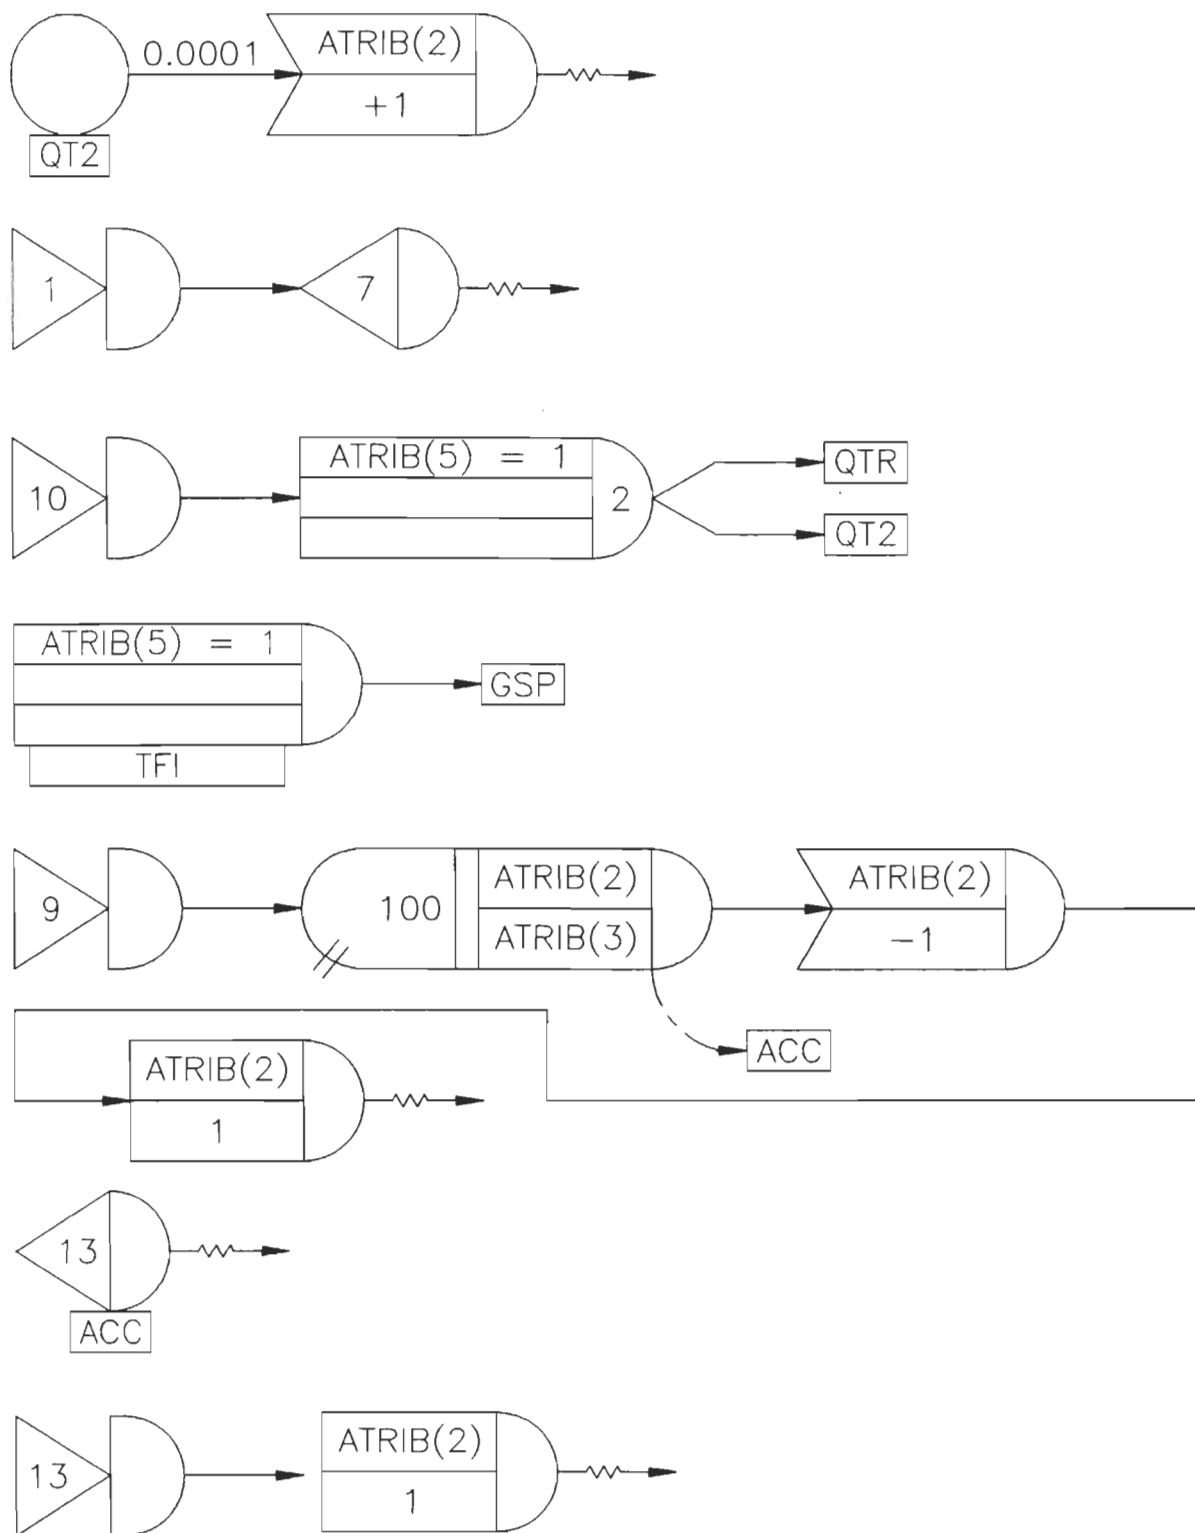 0.0001
ATRIB(2)
+1
QT2
1
7
10
ATRIB(5) = 1
2
QTR
QT2
ATRIB(5) = 1
GSP
TFI
9
100
ATRIB(2)
ATRIB(3)
ATRIB(2)
-1
ACC
ATRIB(2)
1
13
ACC
13
ATRIB(2)
1